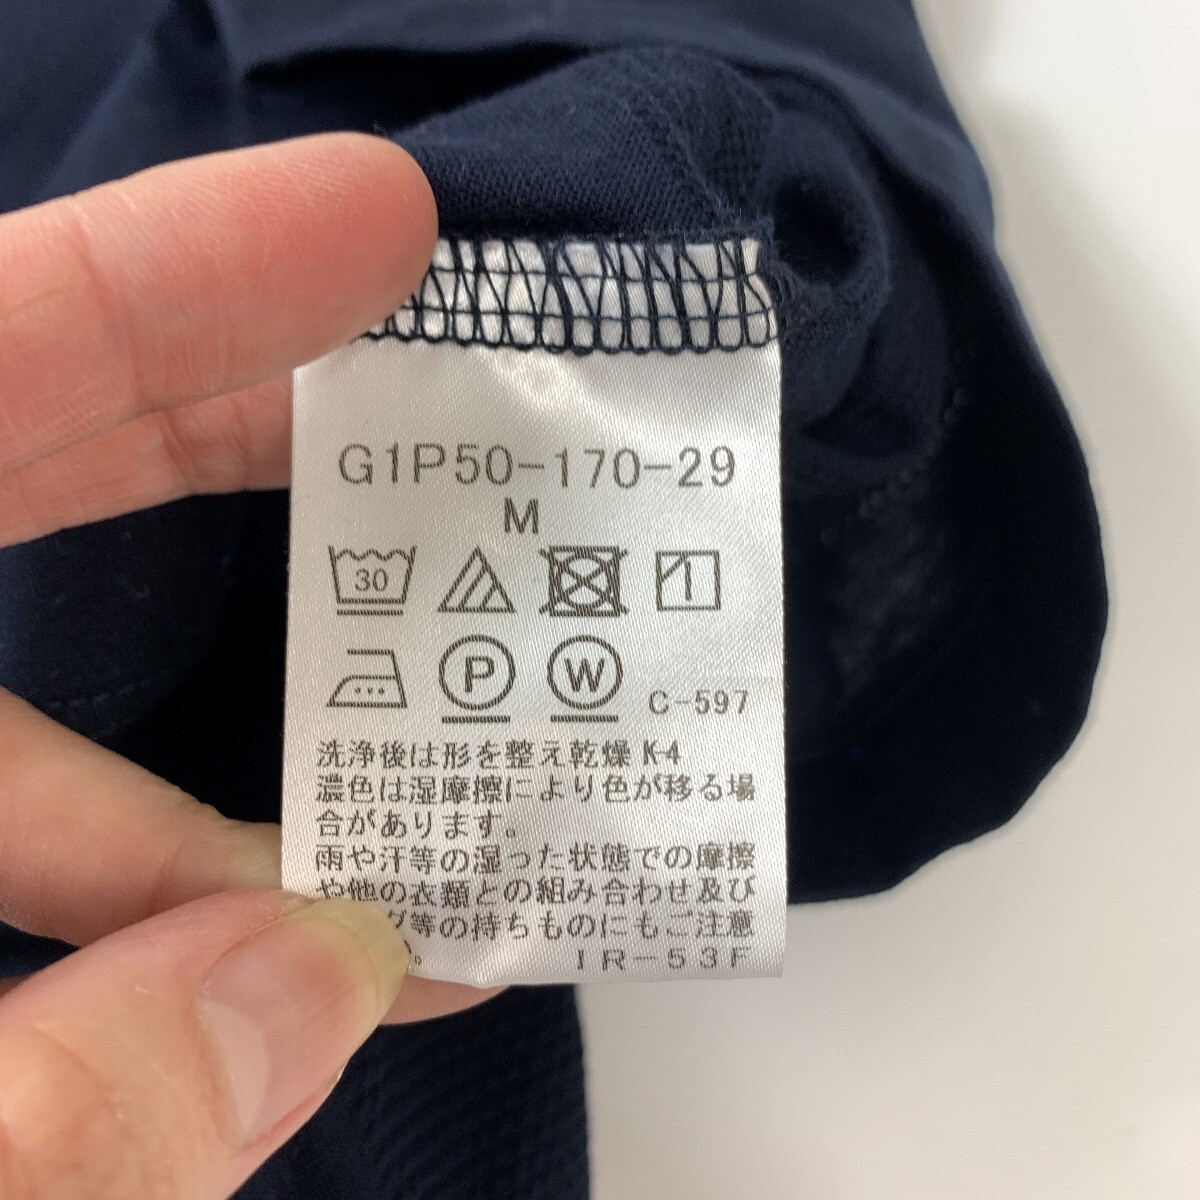 G1P50-170-29
M
30
P W C-597
洗浄後は形を整え乾燥 K-4
濃色は湿摩擦により色が移る場
合があります。
雨や汗等の湿った状態での摩擦
や他の衣類との組み合わせ及び
グ等の持ちものにもご注意
。 IR-53F